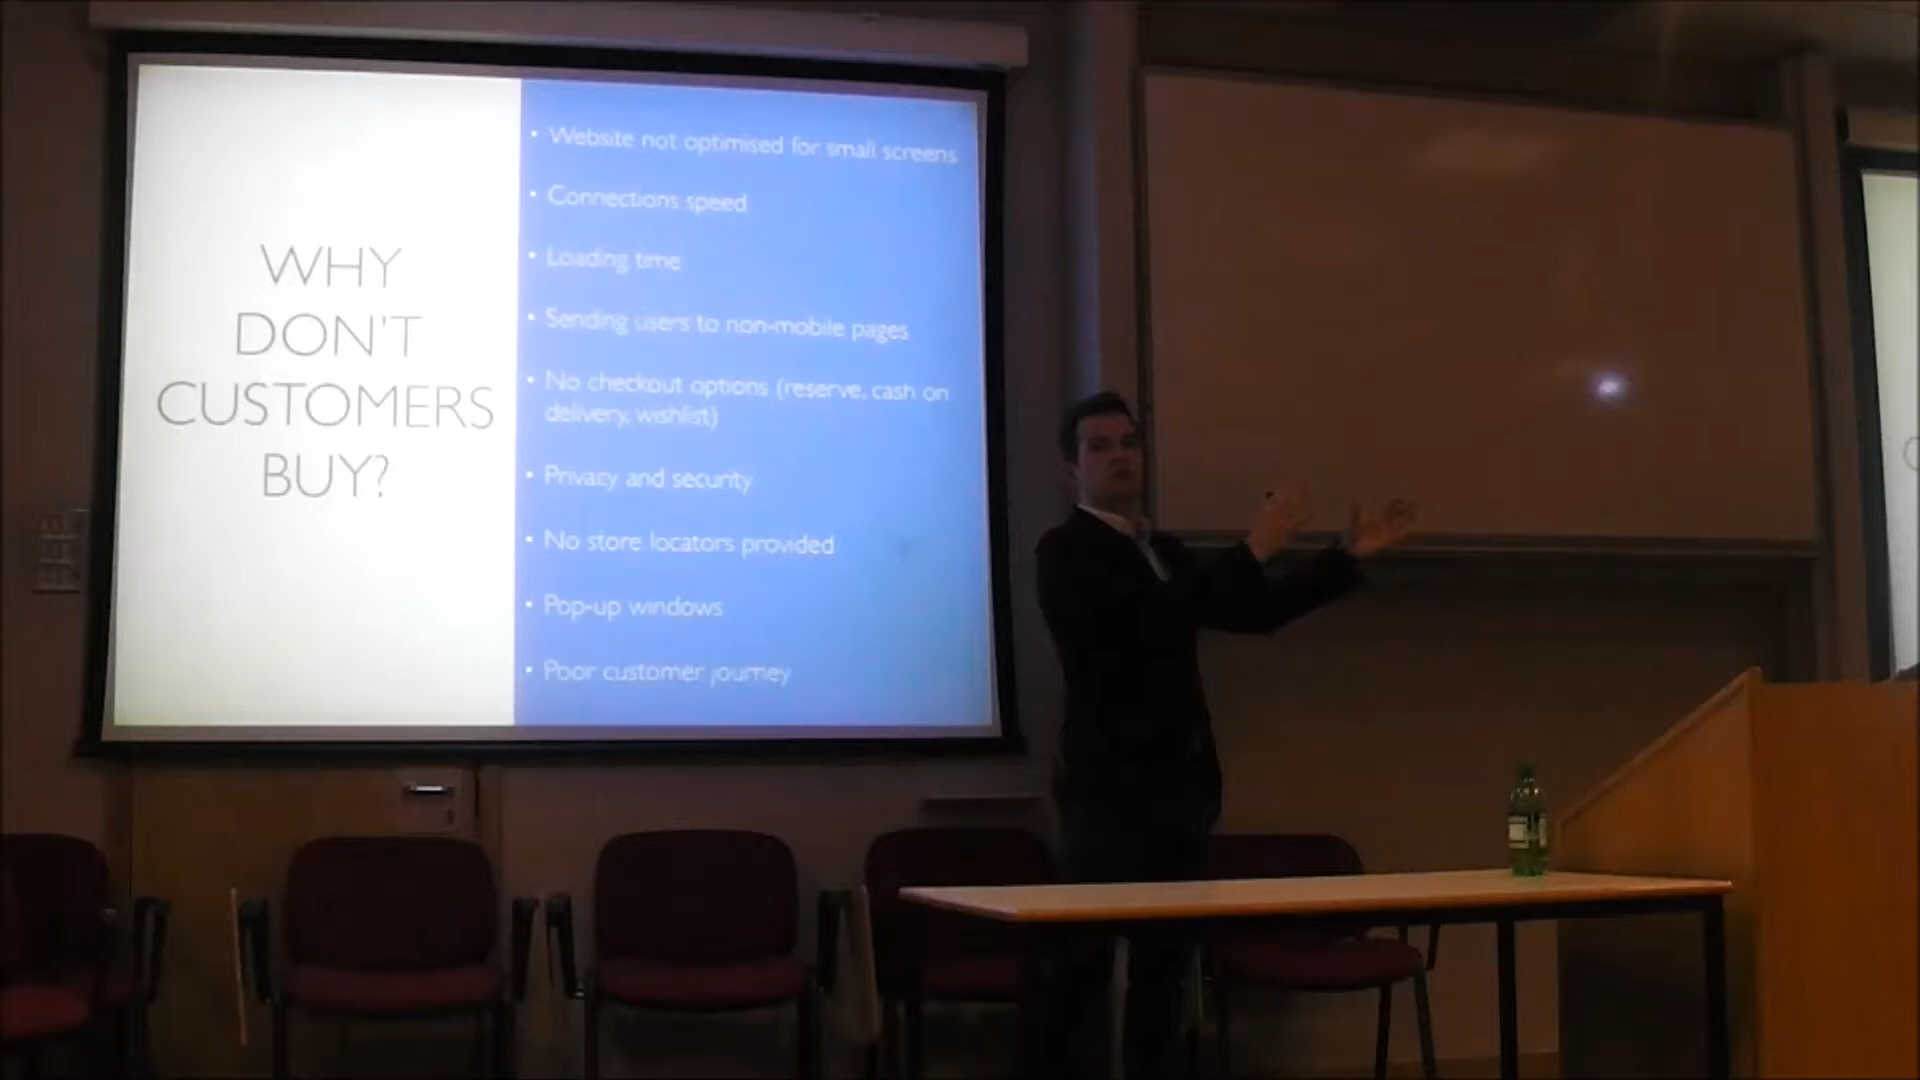 WHY
DON'T
CUSTOMERS
BUY?
• Website not optimised for small screens
• Connections speed
• Loading time
• Sending users to non-mobile pages
• No checkout options (reserve, cash on
delivery, wishlist)
• Privacy and security
• No store locators provided
• Pop-up windows
• Poor customer journey